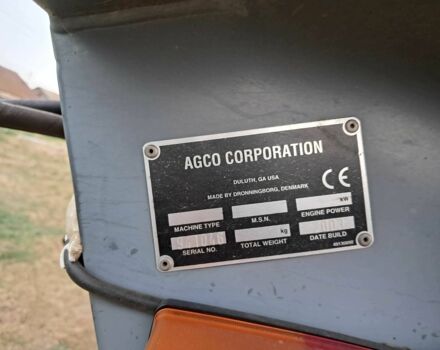 AGCO CORPORATION
DULUTH, GA USA
MADE BY DRONNINGBORG, DENMARK
CE
kW
MACHINE TYPE M.S.N. ENGINE POWER
kg
SERIAL NO. TOTAL WEIGHT DATE BUILD